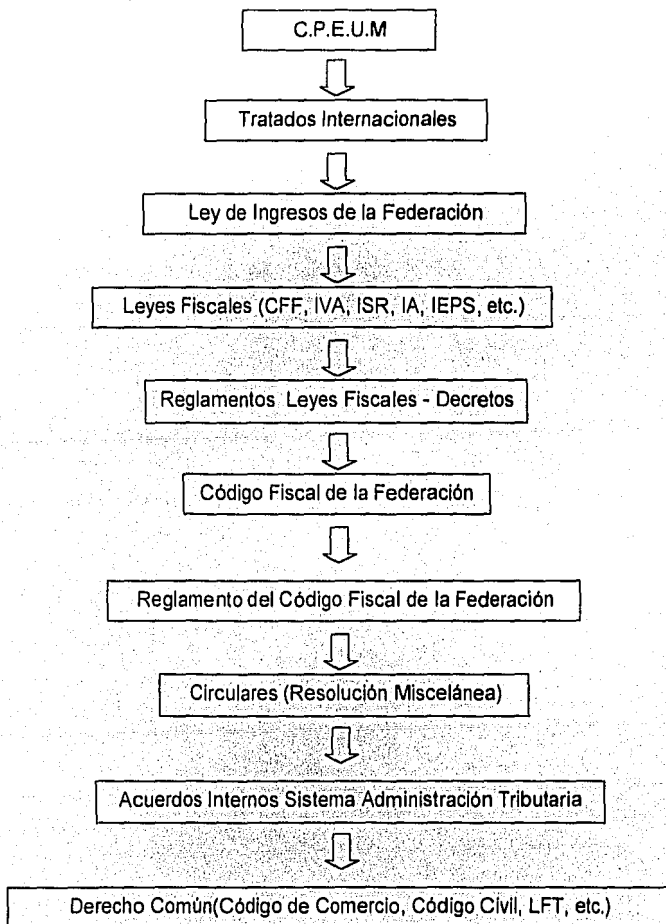 C.P.E.U.M
Tratados Internacionales
Ley de Ingresos de la Federación
Leyes Fiscales (CFF, IVA, ISR, IA, IEPS, etc.)
Reglamentos Leyes Fiscales - Decretos
Código Fiscal de la Federación
Reglamento del Código Fiscal de la Federación
Circulares (Resolución Miscelánea)
Acuerdos Internos Sistema Administración Tributaria
Derecho Común(Código de Comercio, Código Civil, LFT, etc.)